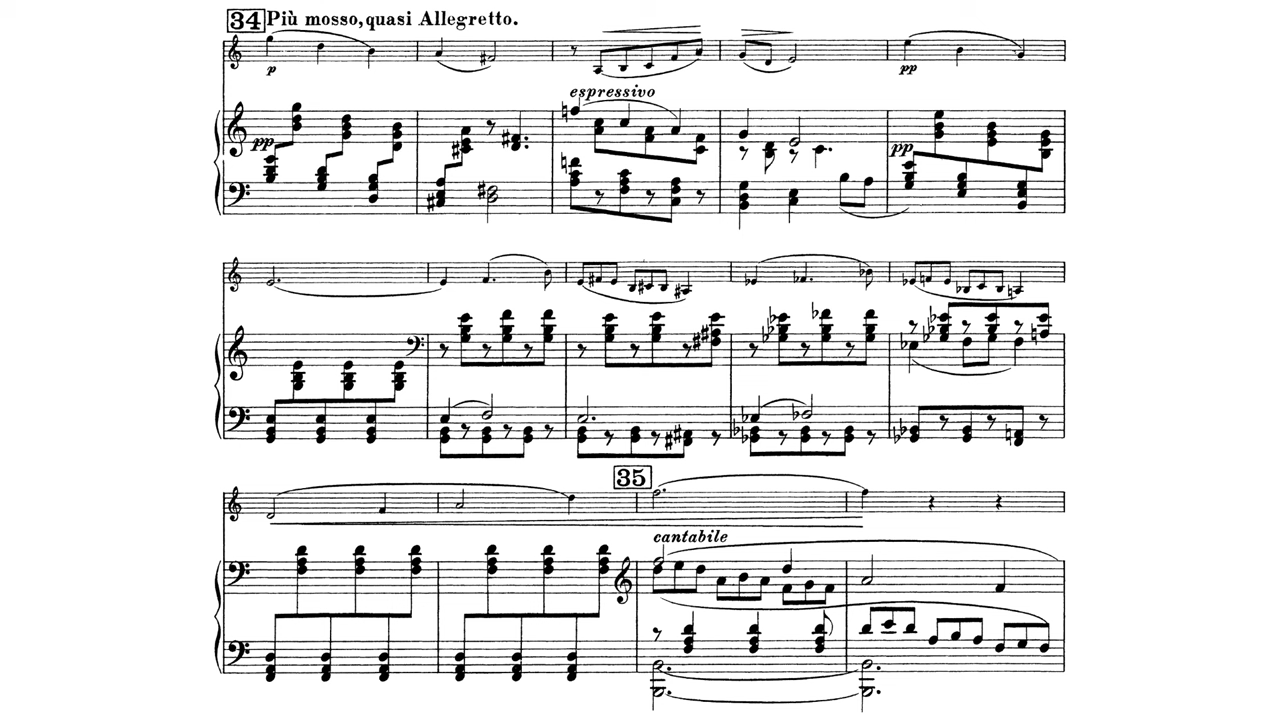 34 Più mosso, quasi Allegretto.
p
pp
espressivo
pp
pp
35
cantabile